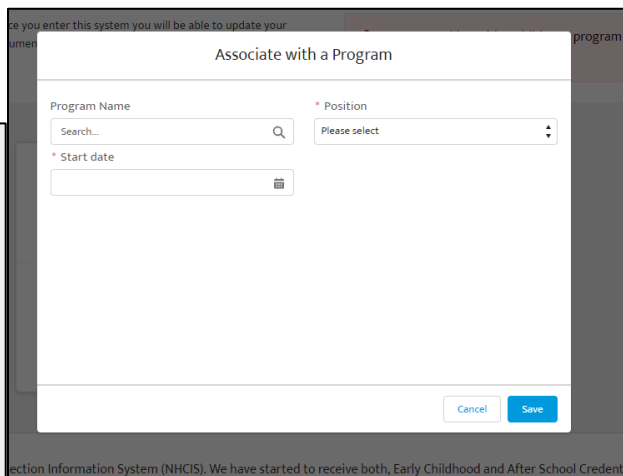 ce you enter this system you will be able to update your
program
Associate with a Program
Program Name
* Position
Search...
Please select
* Start date
Cancel
Save
ection Information System (NHCIS). We have started to receive both, Early Childhood and After School Credent